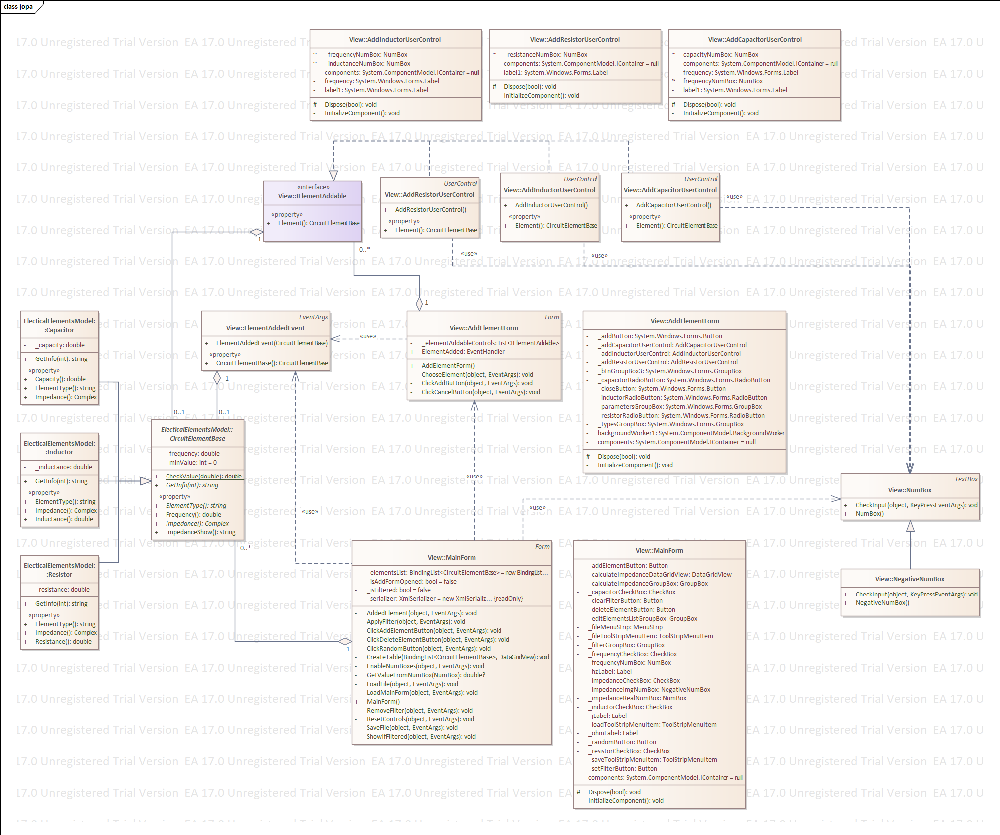 class jopa
View::AddInductorUserControl
~ _frequencyNumBox: NumBox
~ _inductanceNumBox: NumBox
- components: System.ComponentModel.IContainer = null
- frequency: System.Windows.Forms.Label
- label1: System.Windows.Forms.Label
# Dispose(bool): void
- InitializeComponent(): void
View::AddResistorUserControl
~ _resistanceNumBox: NumBox
- components: System.ComponentModel.IContainer = null
- label1: System.Windows.Forms.Label
# Dispose(bool): void
- InitializeComponent(): void
View::AddCapacitorUserControl
~ capacityNumBox: NumBox
- components: System.ComponentModel.IContainer = null
- frequency: System.Windows.Forms.Label
~ frequencyNumBox: NumBox
- label1: System.Windows.Forms.Label
# Dispose(bool): void
- InitializeComponent(): void
«interface»
View::IElementAddable
«property»
+ Element(): CircuitElementBase
1
0..*
UserControl
View::AddResistorUserControl
+ AddResistorUserControl()
«property»
+ Element(): CircuitElementBase
«use»
UserControl
View::AddInductorUserControl
+ AddInductorUserControl()
«property»
+ Element(): CircuitElementBase
«use»
UserControl
View::AddCapacitorUserControl
+ AddCapacitorUserControl()
«property»
+ Element(): CircuitElementBase
«use»
ElecticalElementsModel:
:Capacitor
- _capacity: double
+ GetInfo(int): string
«property»
+ Capacity(): double
+ ElementType(): string
+ Impedance(): Complex
EventArgs
View::ElementAddedEvent
+ ElementAddedEvent(CircuitElementBase)
«property»
+ CircuitElementBase(): CircuitElementBase
1
«use»
1
Form
View::AddElementForm
- _elementAddableControls: List<IElementAddable>
+ ElementAdded: EventHandler
+ AddElementForm()
- ChooseElement(object, EventArgs): void
- ClickAddButton(object, EventArgs): void
- ClickCancelButton(object, EventArgs): void
View::AddElementForm
- _addButton: System.Windows.Forms.Button
- _addCapacitorUserControl: AddCapacitorUserControl
- _addInductorUserControl: AddInductorUserControl
- _addResistorUserControl: AddResistorUserControl
- _btnGroupBox3: System.Windows.Forms.GroupBox
- _capacitorRadioButton: System.Windows.Forms.RadioButton
- _closeButton: System.Windows.Forms.Button
- _inductorRadioButton: System.Windows.Forms.RadioButton
- _parametersGroupBox: System.Windows.Forms.GroupBox
- _resistorRadioButton: System.Windows.Forms.RadioButton
- _typesGroupBox: System.Windows.Forms.GroupBox
- backgroundWorker1: System.ComponentModel.BackgroundWorker
- components: System.ComponentModel.IContainer = null
# Dispose(bool): void
- InitializeComponent(): void
0..1
0..1
ElecticalElementsModel:
:Inductor
- _inductance: double
+ GetInfo(int): string
«property»
+ ElementType(): string
+ Impedance(): Complex
+ Inductance(): double
ElecticalElementsModel::
CircuitElementBase
- _frequency: double
- _minValue: int = 0
+ CheckValue(double): double
+ GetInfo(int): string
«property»
+ ElementType(): string
+ Frequency(): double
+ Impedance(): Complex
+ ImpedanceShow(): string
0..*
«use»
«use»
«use»
TextBox
View::NumBox
+ CheckInput(object, KeyPressEventArgs): void
+ NumBox()
ElecticalElementsModel:
:Resistor
- _resistance: double
+ GetInfo(int): string
«property»
+ ElementType(): string
+ Impedance(): Complex
+ Resistance(): double
1
Form
View::MainForm
- _elementsList: BindingList<CircuitElementBase> = new BindingList...
- _isAddFormOpened: bool = false
- _isFiltered: bool = false
- _serializer: XmlSerializer = new XmlSerializ... {readOnly}
- AddedElement(object, EventArgs): void
- ApplyFilter(object, EventArgs): void
- ClickAddElementButton(object, EventArgs): void
- ClickDeleteElementButton(object, EventArgs): void
- ClickRandomButton(object, EventArgs): void
- CreateTable(BindingList<CircuitElementBase>, DataGridView): void
- EnableNumBoxes(object, EventArgs): void
- GetValueFromNumBox(NumBox): double?
- LoadFile(object, EventArgs): void
- LoadMainForm(object, EventArgs): void
+ MainForm()
- RemoveFilter(object, EventArgs): void
- ResetControls(object, EventArgs): void
- SaveFile(object, EventArgs): void
- ShowIfFiltered(object, EventArgs): void
View::MainForm
- _addElementButton: Button
- _calculateImpedanceDataGridView: DataGridView
- _calculateImpedanceGroupBox: GroupBox
- _capacitorCheckBox: CheckBox
- _clearFilterButton: Button
- _deleteElementButton: Button
- _editElementsListGroupBox: GroupBox
- _fileMenuStrip: MenuStrip
- _fileToolStripMenuItem: ToolStripMenuItem
- _filterGroupBox: GroupBox
- _frequencyCheckBox: CheckBox
- _frequencyNumBox: NumBox
- _hzLabel: Label
- _impedanceCheckBox: CheckBox
- _impedanceImgNumBox: NegativeNumBox
- _impedanceRealNumBox: NumBox
- _inductorCheckBox: CheckBox
- _jLabel: Label
- _loadToolStripMenuItem: ToolStripMenuItem
- _ohmLabel: Label
- _randomButton: Button
- _resistorCheckBox: CheckBox
- _saveToolStripMenuItem: ToolStripMenuItem
- _setFilterButton: Button
- components: System.ComponentModel.IContainer = null
# Dispose(bool): void
- InitializeComponent(): void
View::NegativeNumBox
+ CheckInput(object, KeyPressEventArgs): void
+ NegativeNumBox()